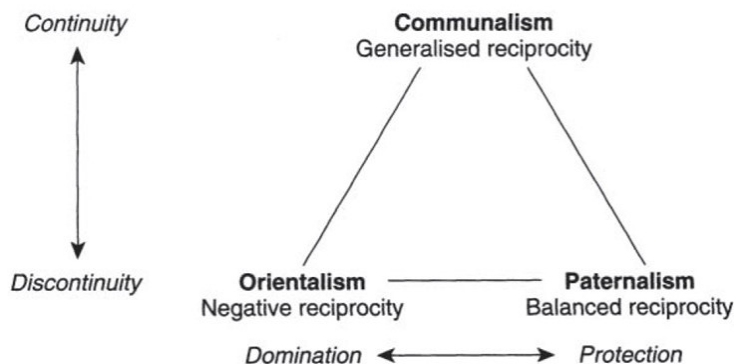 Continuity
Communalism
Generalised reciprocity
Discontinuity
Orientalism
Paternalism
Negative reciprocity
Balanced reciprocity
Domination
Protection